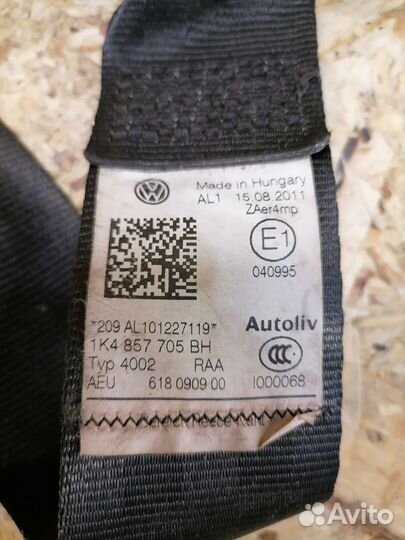 Made in Hungary
AL1 15.08.2011
ZAer4mp
E1
040995
*209 AL101227119*
Autoliv
1K4 857 705 BH
Typ 4002 RAA
CCC
AEU 618 0909 00 I000068
Avito